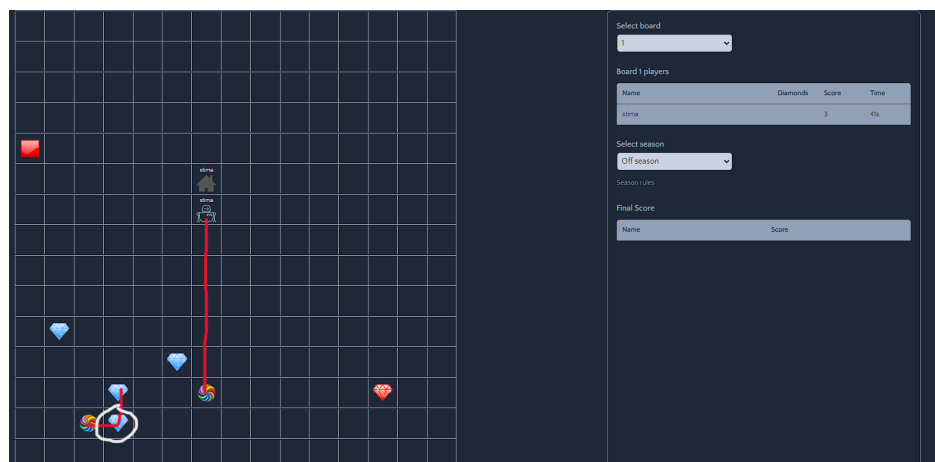 stima
stima
Select board
1
Board 1 players
Name Diamonds Score Time
stima 3 41s
Select season
Off season
Season rules
Final Score
Name Score